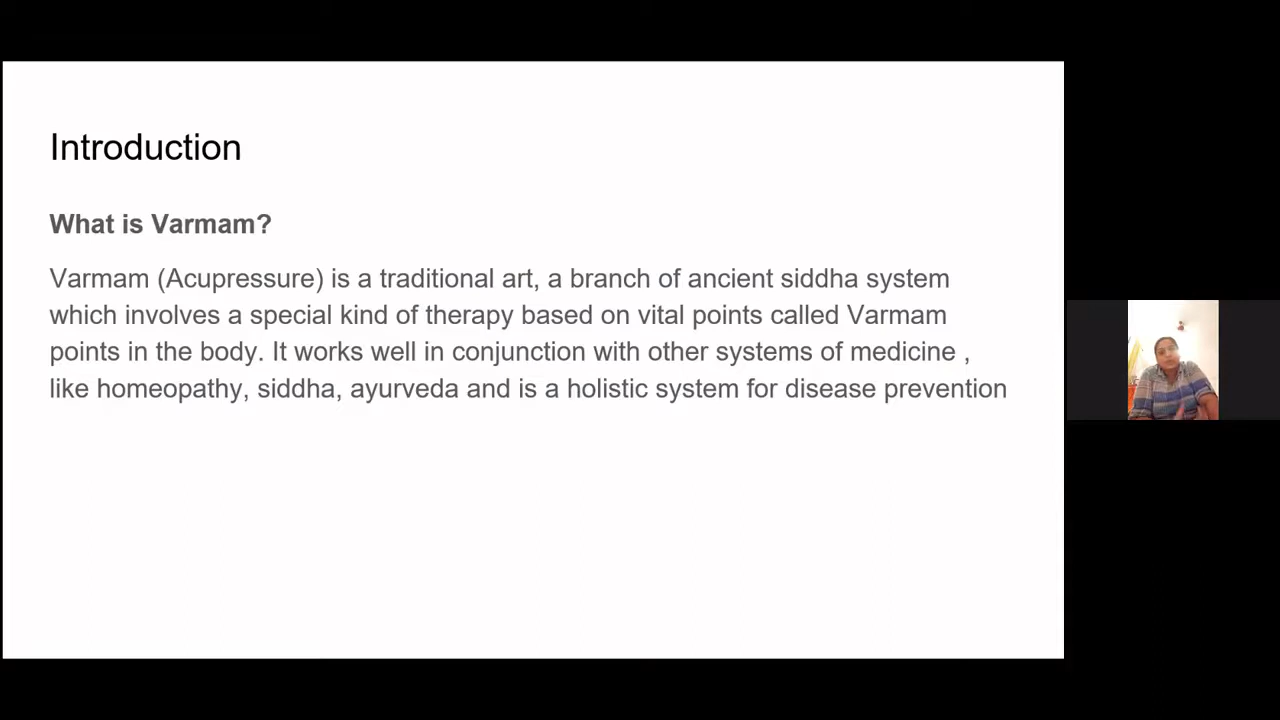 Introduction
What is Varmam?
Varmam (Acupressure) is a traditional art, a branch of ancient siddha system
which involves a special kind of therapy based on vital points called Varmam
points in the body. It works well in conjunction with other systems of medicine ,
like homeopathy, siddha, ayurveda and is a holistic system for disease prevention